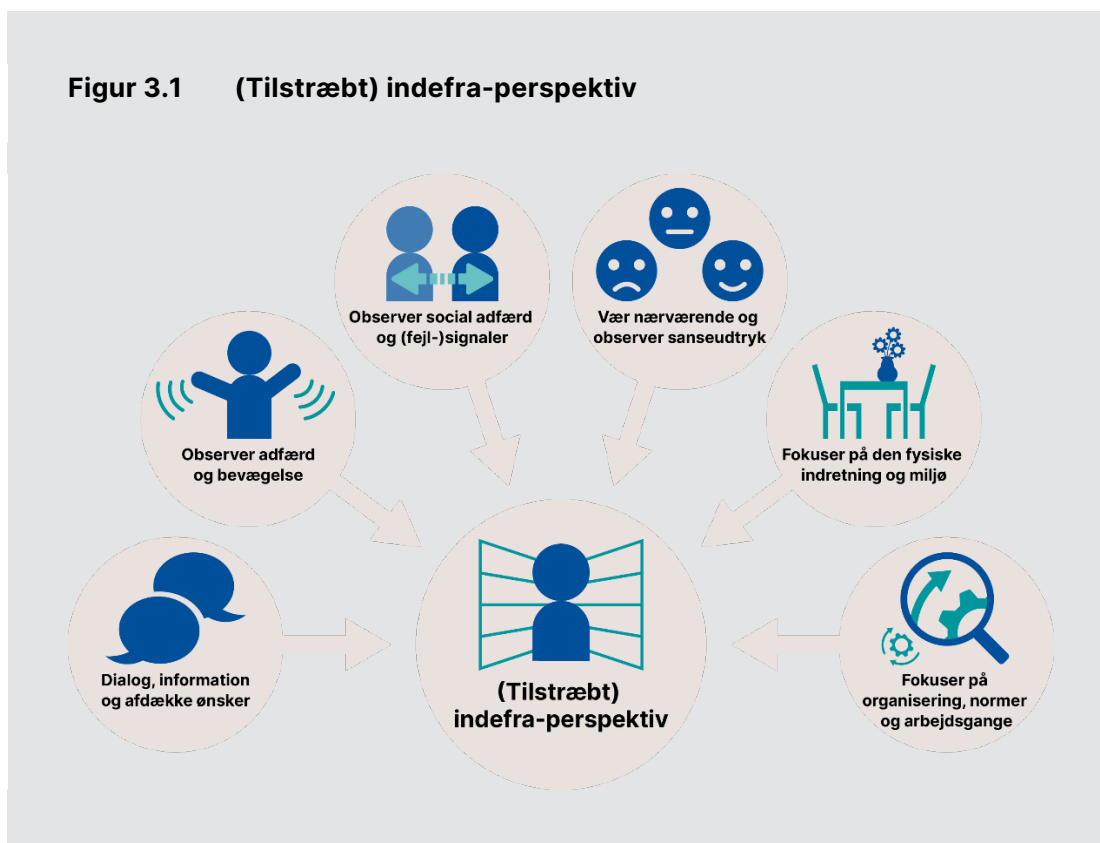 Figur 3.1 (Tilstræbt) indefra-perspektiv
Observer social adfærd
og (fejl-)signaler
Vær nærværende og
observer sanseudtryk
Observer adfærd
og bevægelse
Fokuser på den fysiske
indretning og miljø
Dialog, information
og afdække ønsker
(Tilstræbt)
indefra-perspektiv
Fokuser på
organisering, normer
og arbejdsgange